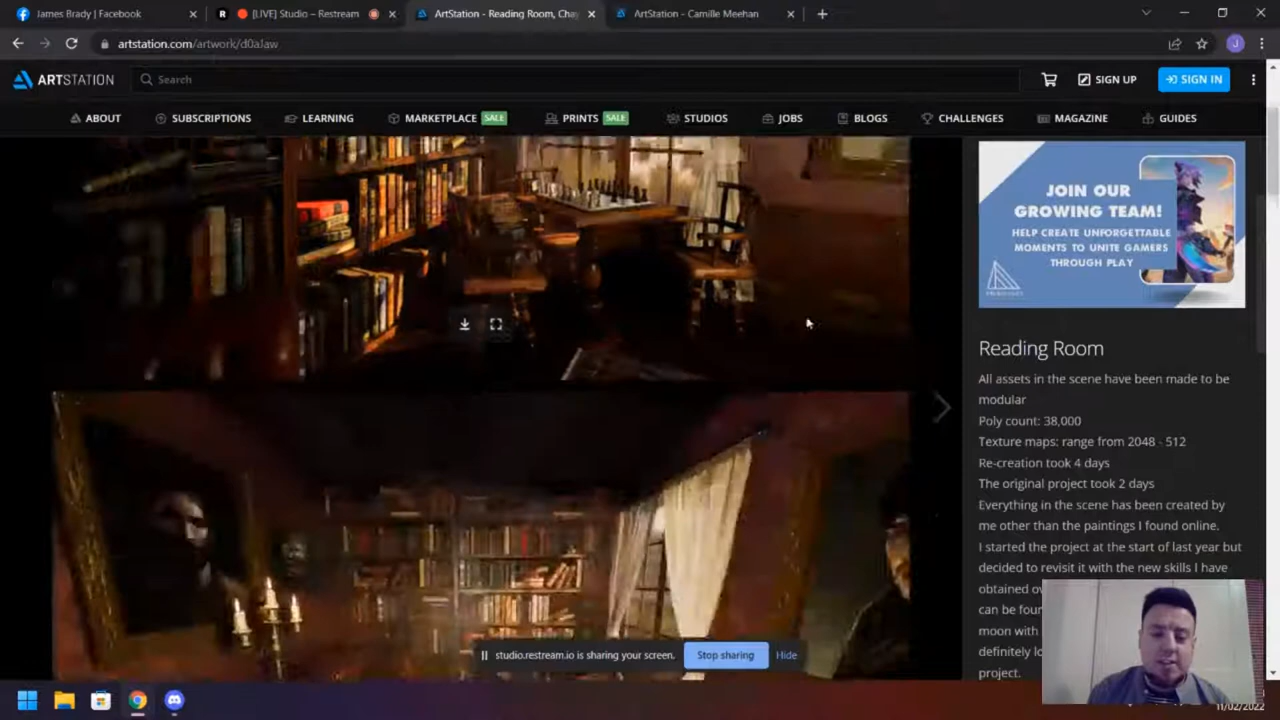 James Brady | Facebook
[LIVE] Studio – Restream
ArtStation - Reading Room, Cha
ArtStation - Camille Meehan
artstation.com/artwork/d0aJaw
J
ARTSTATION
Search
SIGN UP
SIGN IN
ABOUT
SUBSCRIPTIONS
LEARNING
MARKETPLACE SALE
PRINTS SALE
STUDIOS
JOBS
BLOGS
CHALLENGES
MAGAZINE
GUIDES
JOIN OUR
GROWING TEAM!
HELP CREATE UNFORGETTABLE
MOMENTS TO UNITE GAMERS
THROUGH PLAY
Reading Room
All assets in the scene have been made to be
modular
Poly count: 38,000
Texture maps: range from 2048 - 512
Re-creation took 4 days
The original project took 2 days
Everything in the scene has been created by
me other than the paintings I found online.
I started the project at the start of last year but
decided to revisit it with the new skills I have
obtained
can be
moon with
definitely
project.
studio.restream.io is sharing your screen.
Stop sharing
Hide
11/02/2022